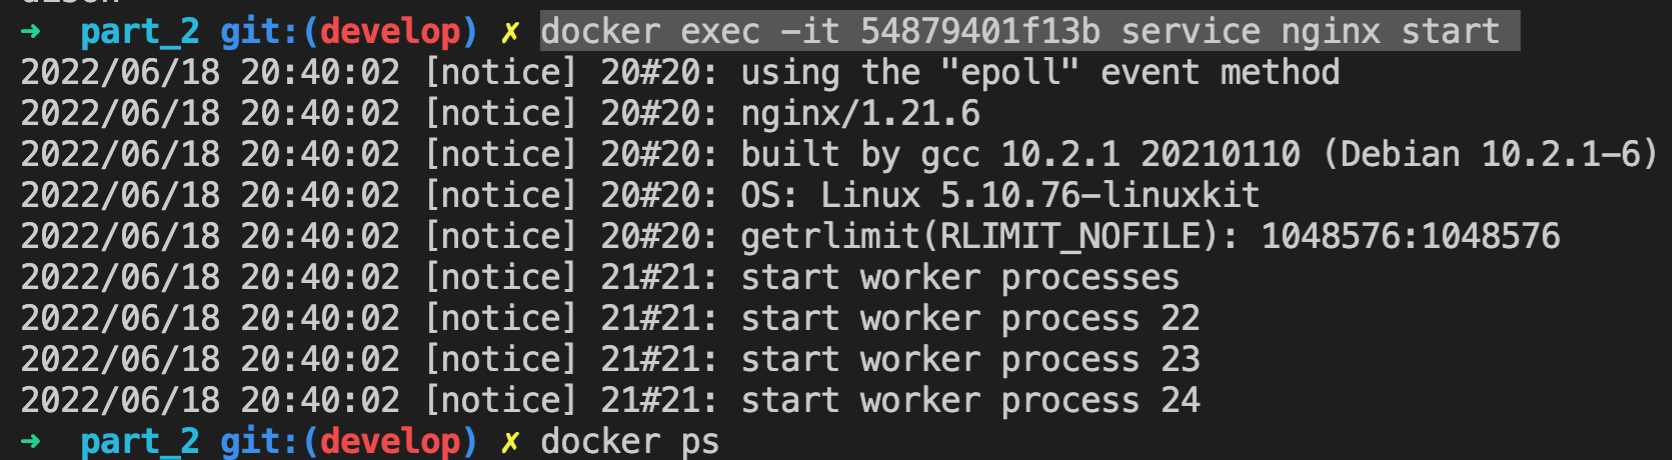 ➜ part_2 git:(develop) ✗ docker exec -it 54879401f13b service nginx start
2022/06/18 20:40:02 [notice] 20#20: using the "epoll" event method
2022/06/18 20:40:02 [notice] 20#20: nginx/1.21.6
2022/06/18 20:40:02 [notice] 20#20: built by gcc 10.2.1 20210110 (Debian 10.2.1-6)
2022/06/18 20:40:02 [notice] 20#20: OS: Linux 5.10.76-linuxkit
2022/06/18 20:40:02 [notice] 20#20: getrlimit(RLIMIT_NOFILE): 1048576:1048576
2022/06/18 20:40:02 [notice] 21#21: start worker processes
2022/06/18 20:40:02 [notice] 21#21: start worker process 22
2022/06/18 20:40:02 [notice] 21#21: start worker process 23
2022/06/18 20:40:02 [notice] 21#21: start worker process 24
➜ part_2 git:(develop) ✗ docker ps